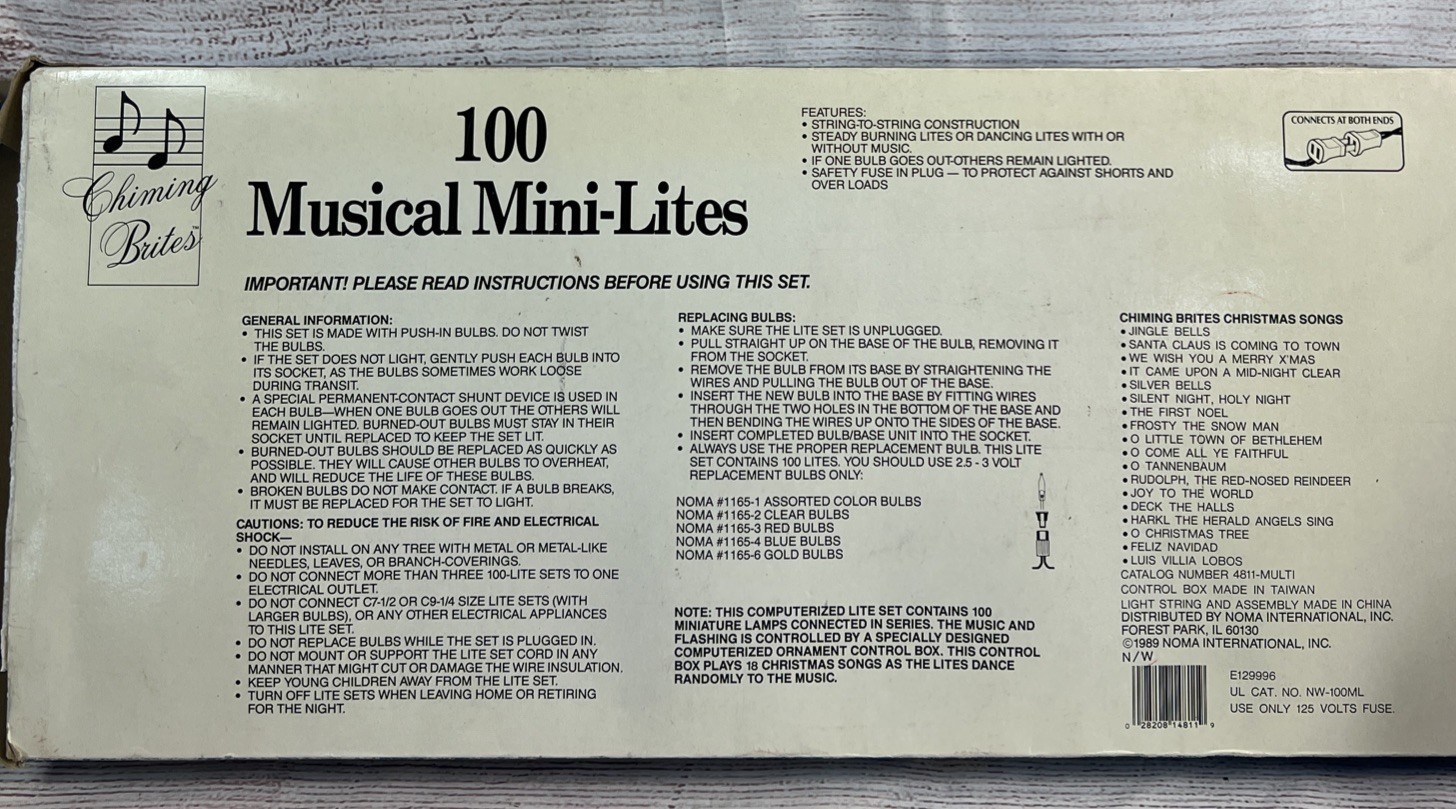 Chiming
Brites™
100
Musical Mini-Lites
FEATURES:
• STRING-TO-STRING CONSTRUCTION
• STEADY BURNING LITES OR DANCING LITES WITH OR
WITHOUT MUSIC.
• IF ONE BULB GOES OUT-OTHERS REMAIN LIGHTED.
• SAFETY FUSE IN PLUG — TO PROTECT AGAINST SHORTS AND
OVER LOADS
CONNECTS AT BOTH ENDS
IMPORTANT! PLEASE READ INSTRUCTIONS BEFORE USING THIS SET.
GENERAL INFORMATION:
• THIS SET IS MADE WITH PUSH-IN BULBS. DO NOT TWIST
THE BULBS.
• IF THE SET DOES NOT LIGHT, GENTLY PUSH EACH BULB INTO
ITS SOCKET, AS THE BULBS SOMETIMES WORK LOOSE
DURING TRANSIT.
• A SPECIAL PERMANENT-CONTACT SHUNT DEVICE IS USED IN
EACH BULB—WHEN ONE BULB GOES OUT THE OTHERS WILL
REMAIN LIGHTED. BURNED-OUT BULBS MUST STAY IN THEIR
SOCKET UNTIL REPLACED TO KEEP THE SET LIT.
• BURNED-OUT BULBS SHOULD BE REPLACED AS QUICKLY AS
POSSIBLE. THEY WILL CAUSE OTHER BULBS TO OVERHEAT,
AND WILL REDUCE THE LIFE OF THESE BULBS.
• BROKEN BULBS DO NOT MAKE CONTACT. IF A BULB BREAKS,
IT MUST BE REPLACED FOR THE SET TO LIGHT.
CAUTIONS: TO REDUCE THE RISK OF FIRE AND ELECTRICAL
SHOCK—
• DO NOT INSTALL ON ANY TREE WITH METAL OR METAL-LIKE
NEEDLES, LEAVES, OR BRANCH-COVERINGS.
• DO NOT CONNECT MORE THAN THREE 100-LITE SETS TO ONE
ELECTRICAL OUTLET.
• DO NOT CONNECT C7-1/2 OR C9-1/4 SIZE LITE SETS (WITH
LARGER BULBS), OR ANY OTHER ELECTRICAL APPLIANCES
TO THIS LITE SET.
• DO NOT REPLACE BULBS WHILE THE SET IS PLUGGED IN.
• DO NOT MOUNT OR SUPPORT THE LITE SET CORD IN ANY
MANNER THAT MIGHT CUT OR DAMAGE THE WIRE INSULATION.
• KEEP YOUNG CHILDREN AWAY FROM THE LITE SET.
• TURN OFF LITE SETS WHEN LEAVING HOME OR RETIRING
FOR THE NIGHT.
REPLACING BULBS:
• MAKE SURE THE LITE SET IS UNPLUGGED.
• PULL STRAIGHT UP ON THE BASE OF THE BULB, REMOVING IT
FROM THE SOCKET.
• REMOVE THE BULB FROM ITS BASE BY STRAIGHTENING THE
WIRES AND PULLING THE BULB OUT OF THE BASE.
• INSERT THE NEW BULB INTO THE BASE BY FITTING WIRES
THROUGH THE TWO HOLES IN THE BOTTOM OF THE BASE AND
THEN BENDING THE WIRES UP ONTO THE SIDES OF THE BASE.
• INSERT COMPLETED BULB/BASE UNIT INTO THE SOCKET.
• ALWAYS USE THE PROPER REPLACEMENT BULB. THIS LITE
SET CONTAINS 100 LITES. YOU SHOULD USE 2.5 - 3 VOLT
REPLACEMENT BULBS ONLY:
NOMA #1165-1 ASSORTED COLOR BULBS
NOMA #1165-2 CLEAR BULBS
NOMA #1165-3 RED BULBS
NOMA #1165-4 BLUE BULBS
NOMA #1165-6 GOLD BULBS
NOTE: THIS COMPUTERIZED LITE SET CONTAINS 100
MINIATURE LAMPS CONNECTED IN SERIES. THE MUSIC AND
FLASHING IS CONTROLLED BY A SPECIALLY DESIGNED
COMPUTERIZED ORNAMENT CONTROL BOX. THIS CONTROL
BOX PLAYS 18 CHRISTMAS SONGS AS THE LITES DANCE
RANDOMLY TO THE MUSIC.
CHIMING BRITES CHRISTMAS SONGS
• JINGLE BELLS
• SANTA CLAUS IS COMING TO TOWN
• WE WISH YOU A MERRY X'MAS
• IT CAME UPON A MID-NIGHT CLEAR
• SILVER BELLS
• SILENT NIGHT, HOLY NIGHT
• THE FIRST NOEL
• FROSTY THE SNOW MAN
• O LITTLE TOWN OF BETHLEHEM
• O COME ALL YE FAITHFUL
• O TANNENBAUM
• RUDOLPH, THE RED-NOSED REINDEER
• JOY TO THE WORLD
• DECK THE HALLS
• HARKL THE HERALD ANGELS SING
• O CHRISTMAS TREE
• FELIZ NAVIDAD
• LUIS VILLIA LOBOS
CATALOG NUMBER 4811-MULTI
CONTROL BOX MADE IN TAIWAN
LIGHT STRING AND ASSEMBLY MADE IN CHINA
DISTRIBUTED BY NOMA INTERNATIONAL, INC.
FOREST PARK, IL 60130
©1989 NOMA INTERNATIONAL, INC.
N/W
0 28208 14811 9
E129996
UL CAT. NO. NW-100ML
USE ONLY 125 VOLTS FUSE.